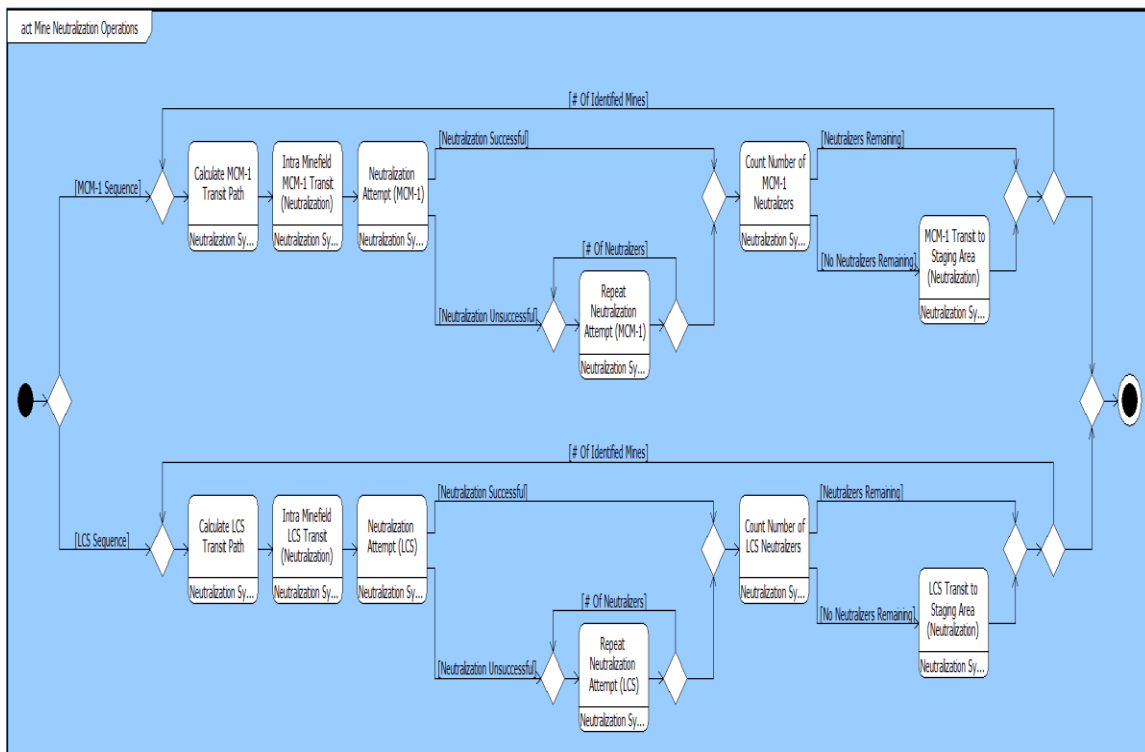 act Mine Neutralization Operations
[# Of Identified Mines]
[MCM-1 Sequence]
Calculate MCM-1
Transit Path
Neutralization Sy...
Intra Minefield
MCM-1 Transit
(Neutralization)
Neutralization Sy...
Neutralization
Attempt (MCM-1)
Neutralization Sy...
[Neutralization Successful]
[Neutralization Unsuccessful]
[# Of Neutralizers]
Repeat
Neutralization
Attempt (MCM-1)
Neutralization Sy...
Count Number of
MCM-1
Neutralizers
Neutralization Sy...
[Neutralizers Remaining]
[No Neutralizers Remaining]
MCM-1 Transit to
Staging Area
(Neutralization)
Neutralization Sy...
[# Of Identified Mines]
[LCS Sequence]
Calculate LCS
Transit Path
Neutralization Sy...
Intra Minefield
LCS Transit
(Neutralization)
Neutralization Sy...
Neutralization
Attempt (LCS)
Neutralization Sy...
[Neutralization Successful]
[Neutralization Unsuccessful]
[# Of Neutralizers]
Repeat
Neutralization
Attempt (LCS)
Neutralization Sy...
Count Number of
LCS Neutralizers
Neutralization Sy...
[Neutralizers Remaining]
[No Neutralizers Remaining]
LCS Transit to
Staging Area
(Neutralization)
Neutralization Sy...